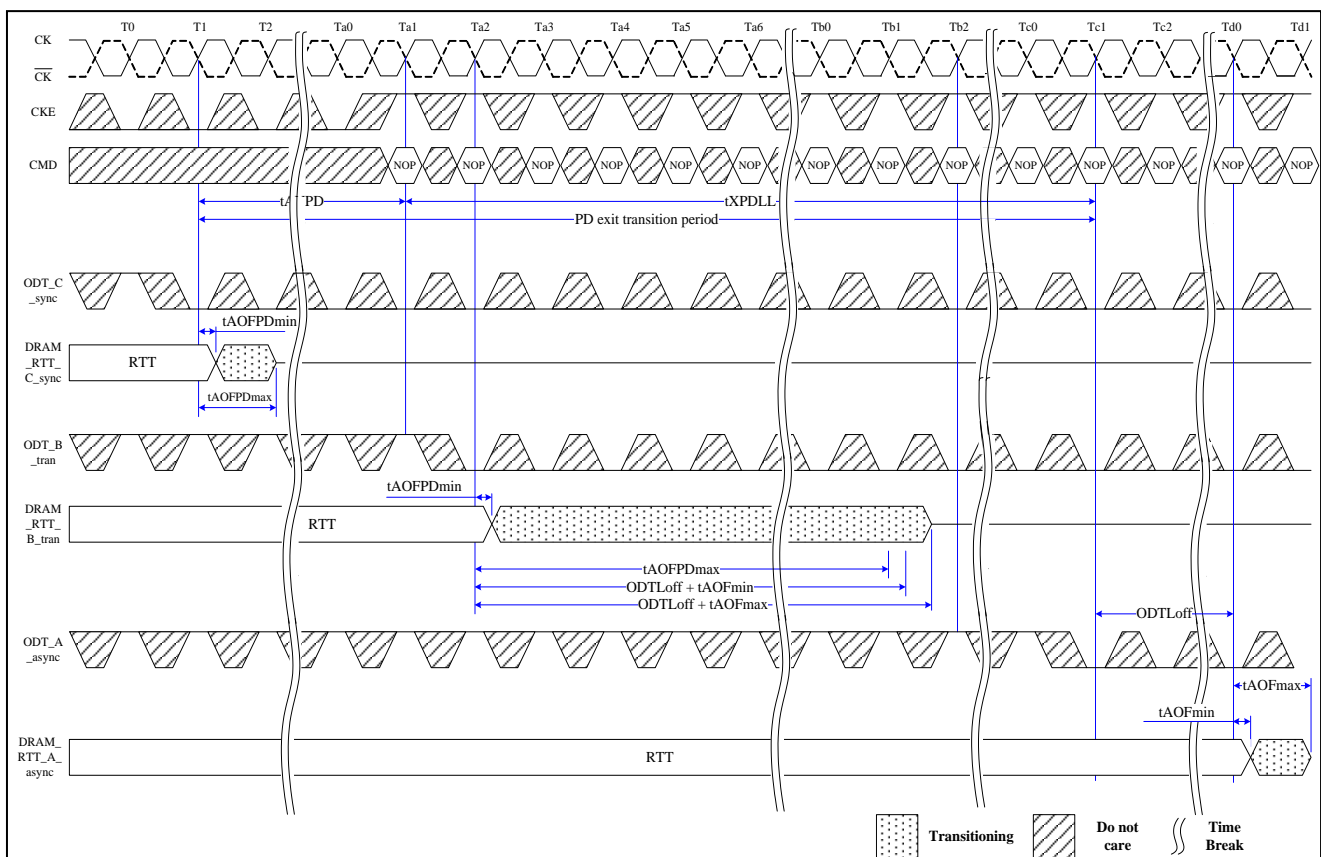 T0 T1 T2 Ta0 Ta1 Ta2 Ta3 Ta4 Ta5 Ta6 Tb0 Tb1 Tb2 Tc0 Tc1 Tc2 Td0 Td1
CK
CK
CKE
CMD
NOP NOP NOP NOP NOP NOP NOP NOP NOP NOP NOP NOP NOP NOP
tXPDLL
PD exit transition period
ODT_C
_sync
tAOFPDmin
DRAM
_RTT_
C_sync
RTT
tAOFPDmax
ODT_B
_tran
tAOFPDmin
DRAM
_RTT_
B_tran
RTT
tAOFPDmax
ODTLoff + tAOFmin
ODTLoff + tAOFmax
ODTLoff
ODT_A
_async
tAOFmax
tAOFmin
DRAM_
RTT_A_
async
RTT
Transitioning
Do not
care
Time
Break